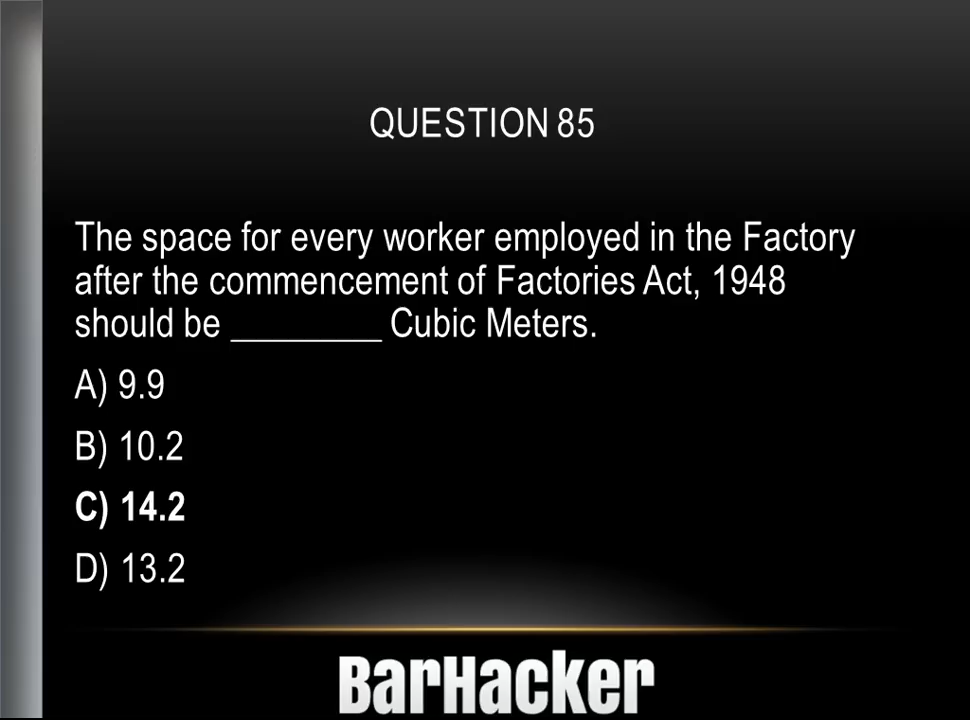 QUESTION 85
The space for every worker employed in the Factory
after the commencement of Factories Act, 1948
should be ________ Cubic Meters.
A) 9.9
B) 10.2
C) 14.2
D) 13.2
BarHacker